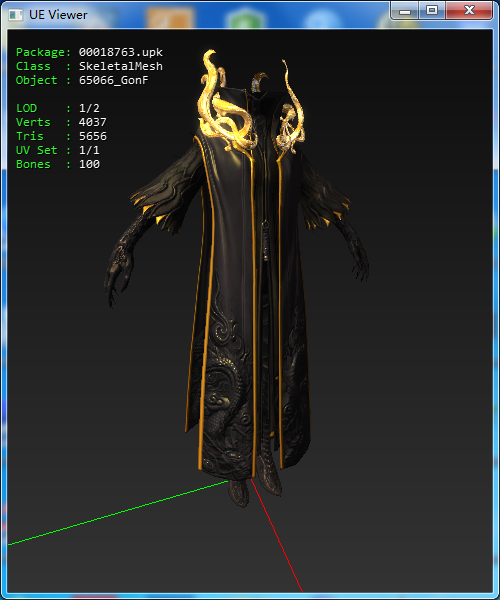 UE Viewer
Package: 00018763.upk
Class : SkeletalMesh
Object : 65066_GonF
LOD : 1/2
Verts : 4037
Tris : 5656
UV Set : 1/1
Bones : 100